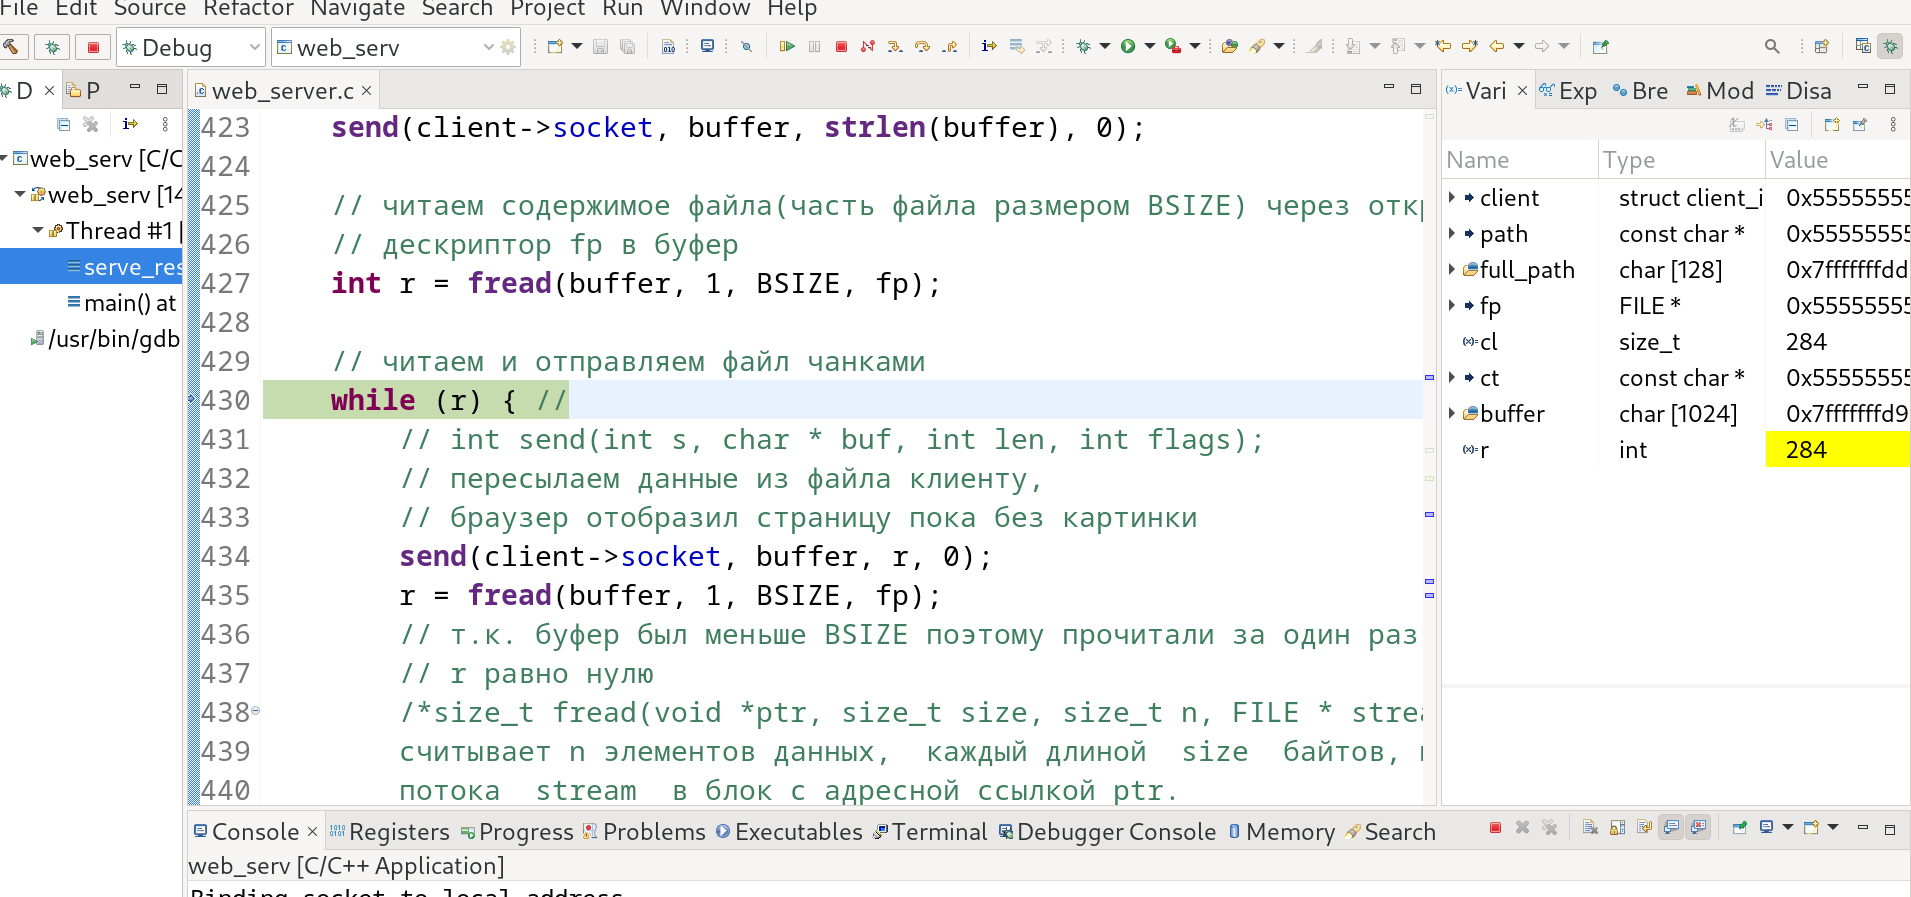 File Edit Source Refactor Navigate Search Project Run Window Help
Debug web_serv
D P
web_serv [C/C
web_serv [14
Thread #1 [
serve_res
main() at
/usr/bin/gdb
web_server.c
423 send(client->socket, buffer, strlen(buffer), 0);
424
425 // читаем содержимое файла(часть файла размером BSIZE) через откр
426 // дескриптор fp в буфер
427 int r = fread(buffer, 1, BSIZE, fp);
428
429 // читаем и отправляем файл чанками
430 while (r) { //
431 // int send(int s, char * buf, int len, int flags);
432 // пересылаем данные из файла клиенту,
433 // браузер отобразил страницу пока без картинки
434 send(client->socket, buffer, r, 0);
435 r = fread(buffer, 1, BSIZE, fp);
436 // т.к. буфер был меньше BSIZE поэтому прочитали за один раз
437 // r равно нулю
438 /*size_t fread(void *ptr, size_t size, size_t n, FILE * strea
439 считывает n элементов данных, каждый длиной size байтов,
440 потока stream в блок с адресной ссылкой ptr.
Vari Exp Bre Mod Disa
Name Type Value
client struct client_i 0x55555555
path const char * 0x55555555
full_path char [128] 0x7fffffffdd
fp FILE * 0x55555555
cl size_t 284
ct const char * 0x55555555
buffer char [1024] 0x7fffffffd9
r int 284
Console Registers Progress Problems Executables Terminal Debugger Console Memory Search
web_serv [C/C++ Application]
Binding socket to local address